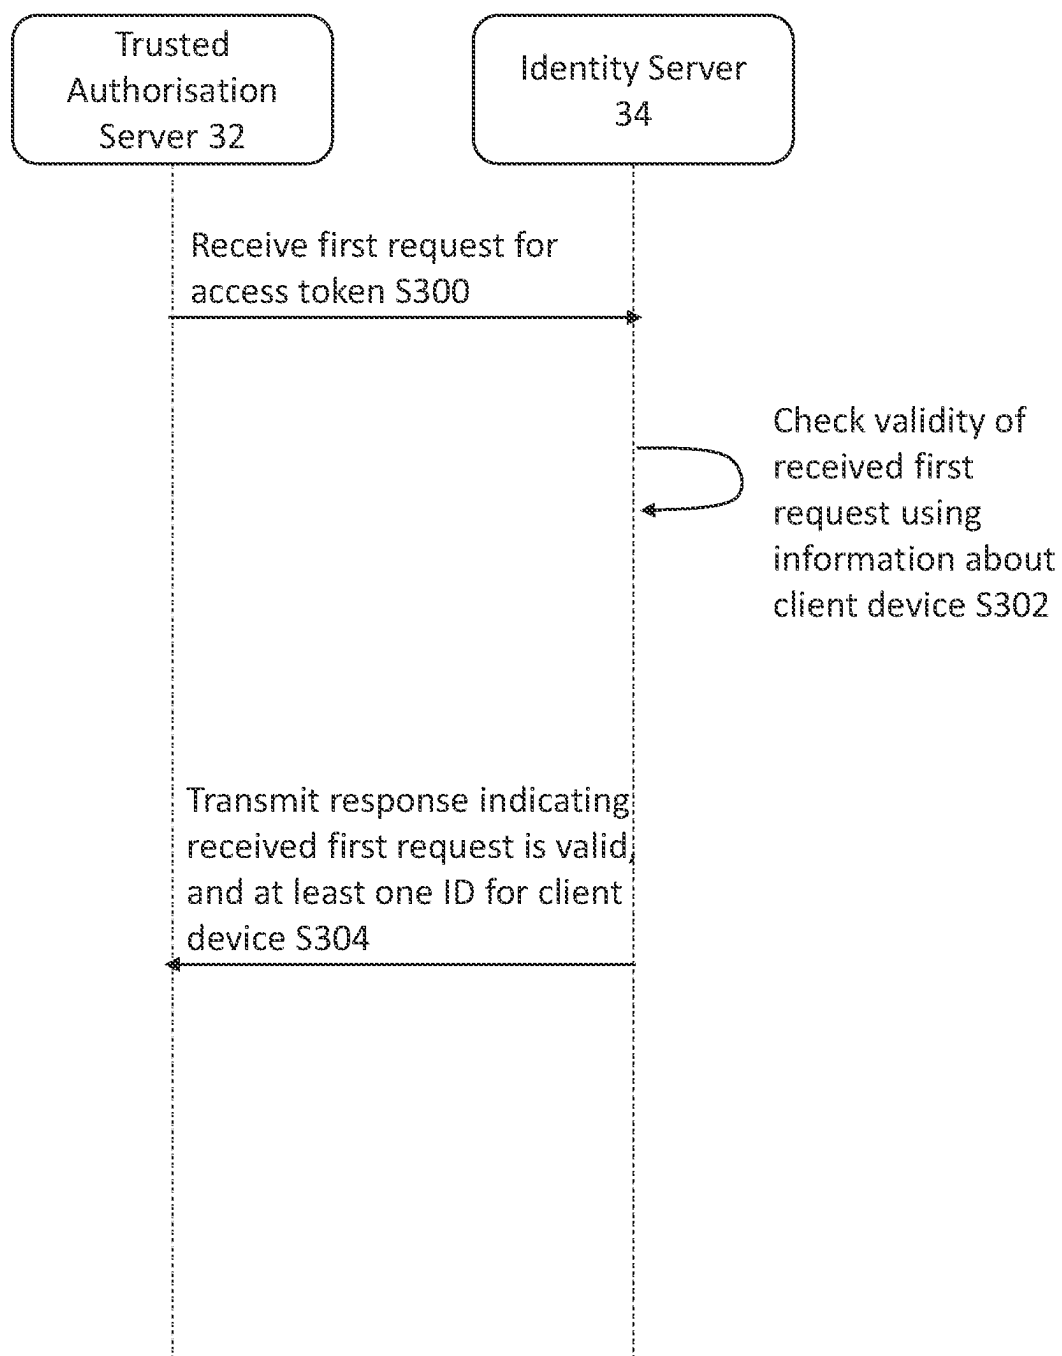 Trusted
Authorisation
Server 32
Identity Server
34
Receive first request for
access token S300
Check validity of
received first
request using
information about
client device S302
Transmit response indicating
received first request is valid,
and at least one ID for client
device S304